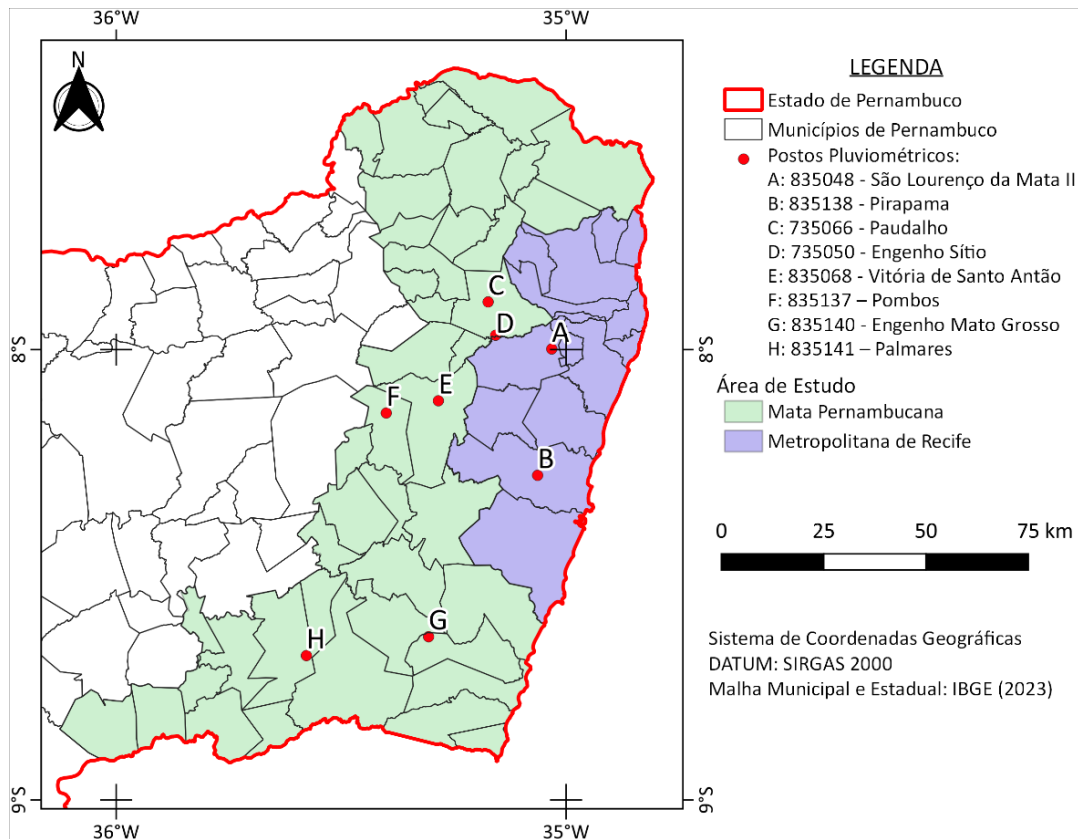 36°W
35°W
N
C
D
A
8°S
8°S
F
E
B
H
G
9°S
9°S
36°W
35°W
LEGENDA
Estado de Pernambuco
Municípios de Pernambuco
Postos Pluviométricos:
A: 835048 - São Lourenço da Mata II
B: 835138 - Pirapama
C: 735066 - Paudalho
D: 735050 - Engenho Sítio
E: 835068 - Vitória de Santo Antão
F: 835137 – Pombos
G: 835140 - Engenho Mato Grosso
H: 835141 – Palmares
Área de Estudo
Mata Pernambucana
Metropolitana de Recife
0 25 50 75 km
Sistema de Coordenadas Geográficas
DATUM: SIRGAS 2000
Malha Municipal e Estadual: IBGE (2023)